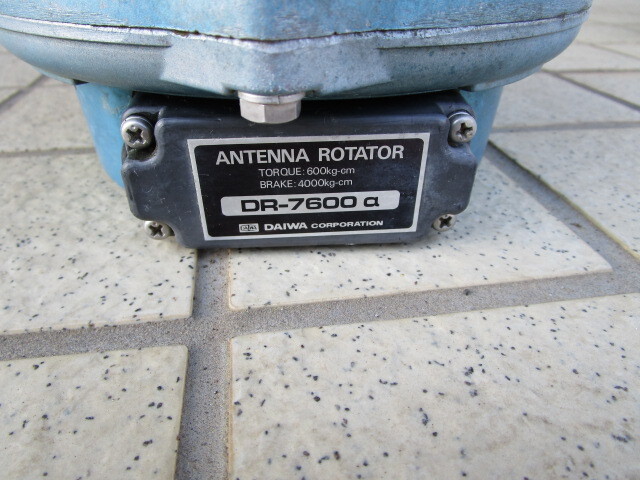 ANTENNA ROTATOR
TORQUE: 600kg-cm
BRAKE: 4000kg-cm
DR-7600 α
DAIWA CORPORATION